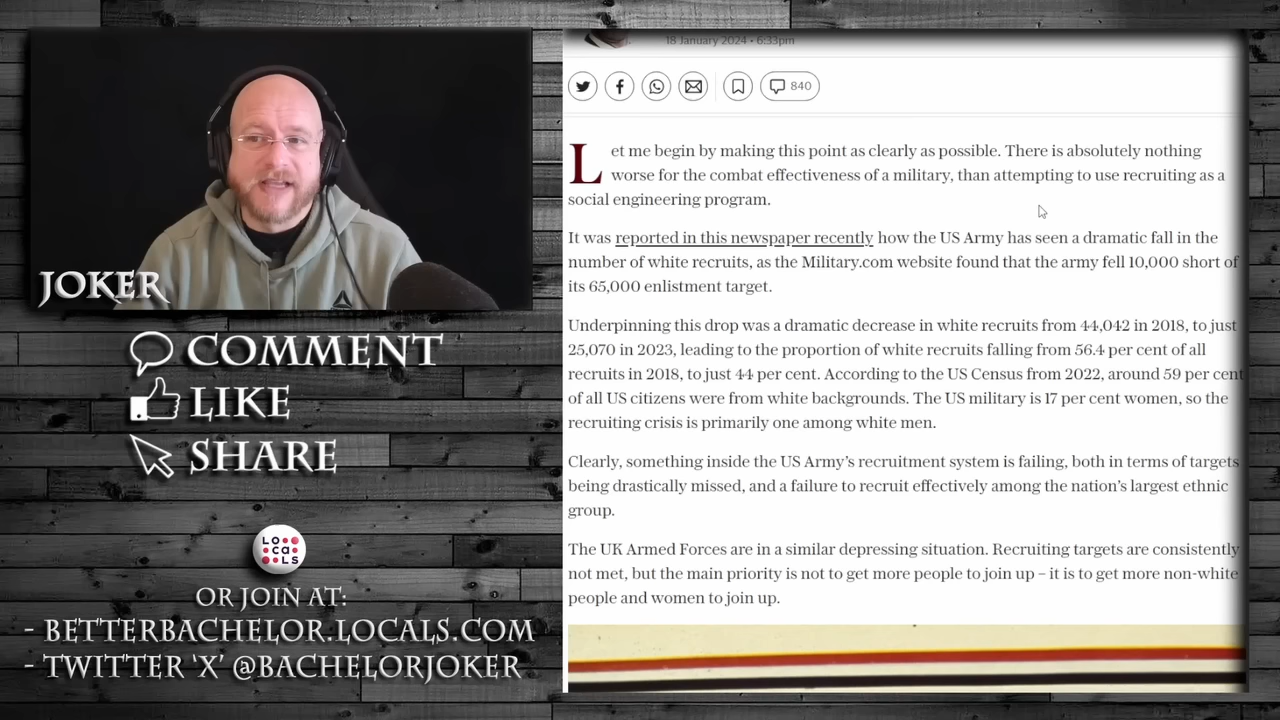 JOKER
COMMENT
LIKE
SHARE
LO
ca
LS
OR JOIN AT:
- BETTERBACHELOR.LOCALS.COM
- TWITTER 'X' @BACHELORJOKER
18 January 2024 • 6:33pm
840
Let me begin by making this point as clearly as possible. There is absolutely nothing
worse for the combat effectiveness of a military, than attempting to use recruiting as a
social engineering program.
It was reported in this newspaper recently how the US Army has seen a dramatic fall in the
number of white recruits, as the Military.com website found that the army fell 10,000 short of
its 65,000 enlistment target.
Underpinning this drop was a dramatic decrease in white recruits from 44,042 in 2018, to just
25,070 in 2023, leading to the proportion of white recruits falling from 56.4 per cent of all
recruits in 2018, to just 44 per cent. According to the US Census from 2022, around 59 per cent
of all US citizens were from white backgrounds. The US military is 17 per cent women, so the
recruiting crisis is primarily one among white men.
Clearly, something inside the US Army's recruitment system is failing, both in terms of targets
being drastically missed, and a failure to recruit effectively among the nation's largest ethnic
group.
The UK Armed Forces are in a similar depressing situation. Recruiting targets are consistently
not met, but the main priority is not to get more people to join up – it is to get more non-white
people and women to join up.